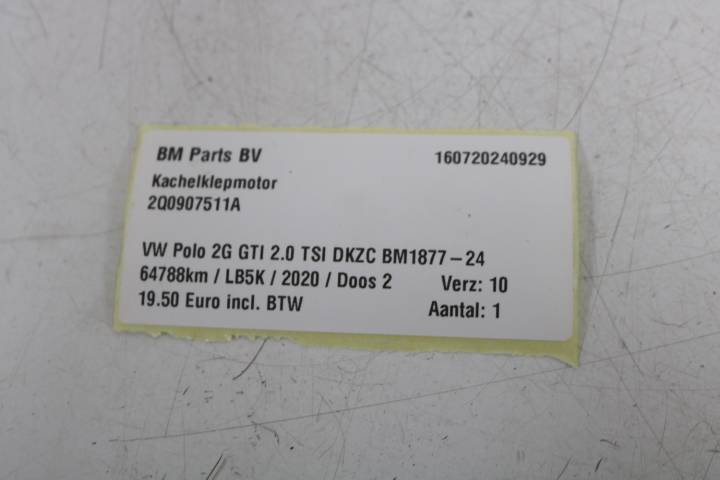 BM Parts BV 160720240929
Kachelklepmotor
2Q0907511A
VW Polo 2G GTI 2.0 TSI DKZC BM1877-24
64788km / LB5K / 2020 / Doos 2 Verz: 10
19.50 Euro incl. BTW Aantal: 1